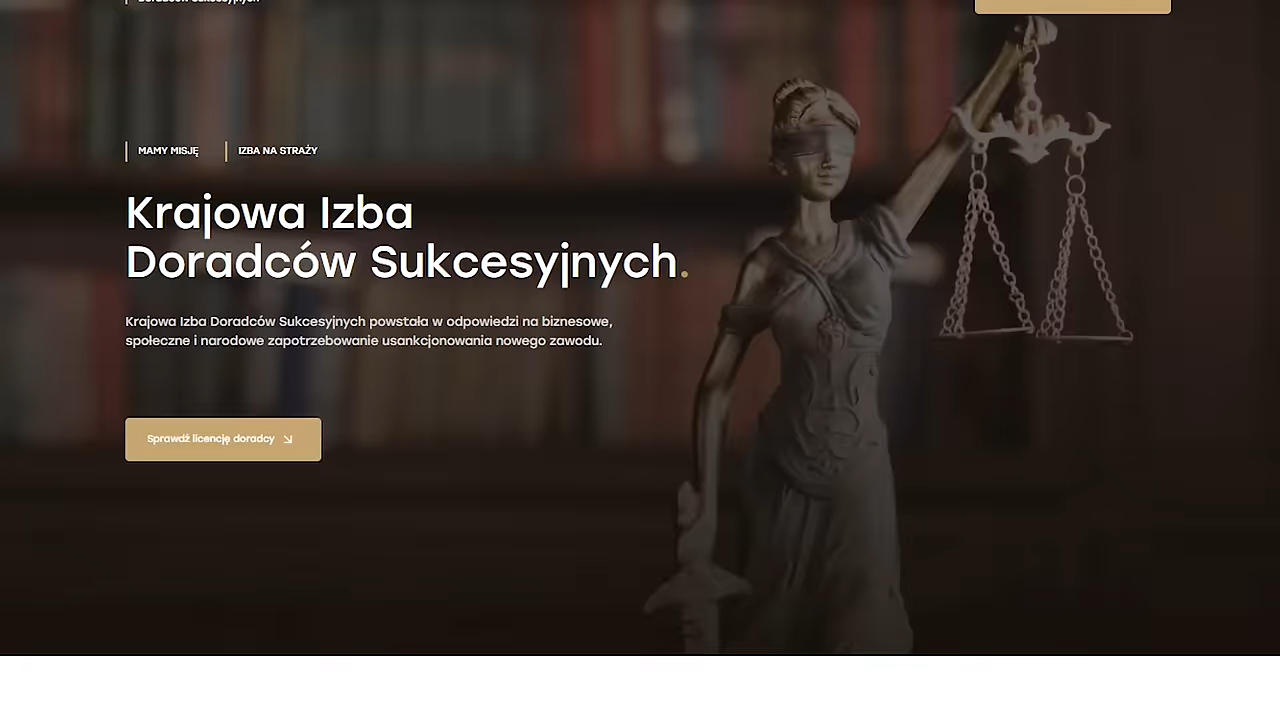 MAMY MISJĘ
IZBA NA STRAŻY
Krajowa Izba
Doradców Sukcesyjnych.
Krajowa Izba Doradców Sukcesyjnych powstała w odpowiedzi na biznesowe,
społeczne i narodowe zapotrzebowanie usankcjonowania nowego zawodu.
Sprawdź licencję doradcy